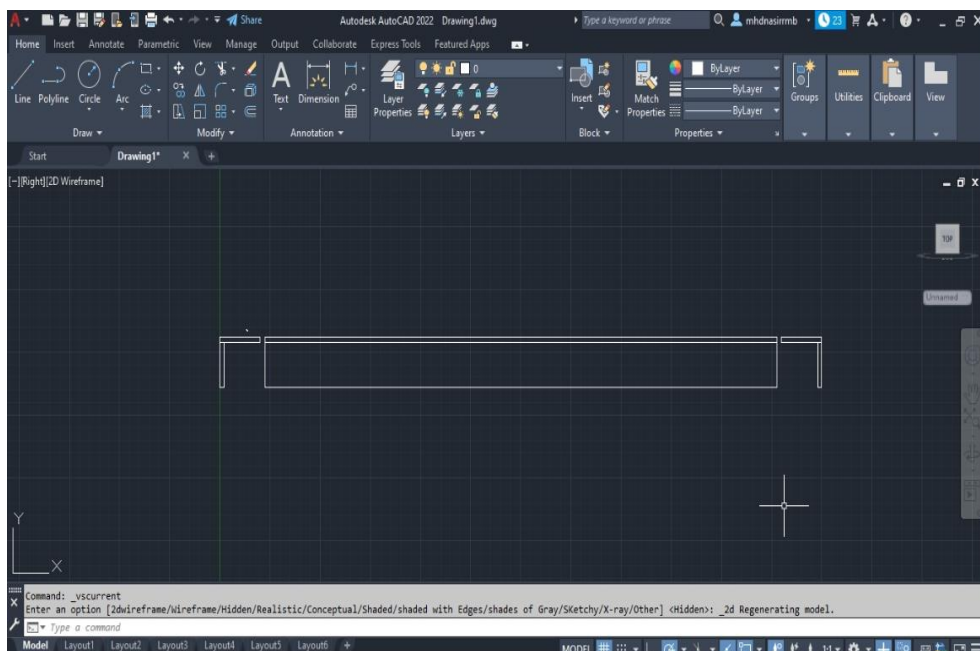 Share
Autodesk AutoCAD 2022 Drawing1.dwg
Type a keyword or phrase
mhdnasirrmb
23
Home Insert Annotate Parametric View Manage Output Collaborate Express Tools Featured Apps
A
0
ByLayer
Line Polyline Circle Arc
Text Dimension
Layer
Properties
Insert
Match
Properties
ByLayer
ByLayer
Groups Utilities Clipboard View
Draw Modify Annotation Layers Block Properties
Start Drawing1* X +
[-][Right][2D Wireframe]
TOP
Unnamed
Y
X
Command: _vscurrent
Enter an option [2dwireframe/Wireframe/Hidden/Realistic/Conceptual/Shaded/shaded with Edges/shades of Gray/SKetchy/X-ray/Other] <Hidden>: _2d Regenerating model.
Type a command
Model Layout1 Layout2 Layout3 Layout4 Layout5 Layout6 +
MODEL 1:1